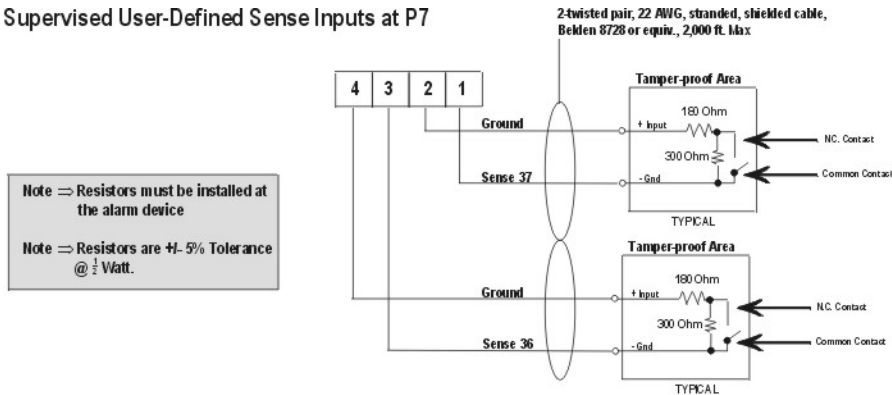 Supervised User-Defined Sense Inputs at P7
2-twisted pair, 22 AWG, stranded, shielded cable,
Belden 8728 or equiv., 2,000 ft. Max
4 3 2 1
Tamper-proof Area
180 Ohm
Ground
+ Input
N.C. Contact
300 Ohm
Common Contact
Sense 37
- Gnd
TYPICAL
Note ⇒ Resistors must be installed at
the alarm device
Note ⇒ Resistors are +/- 5% Tolerance
@ ½ Watt.
Tamper-proof Area
180 Ohm
Ground
+ Input
N.C. Contact
300 Ohm
Common Contact
Sense 36
- Gnd
TYPICAL